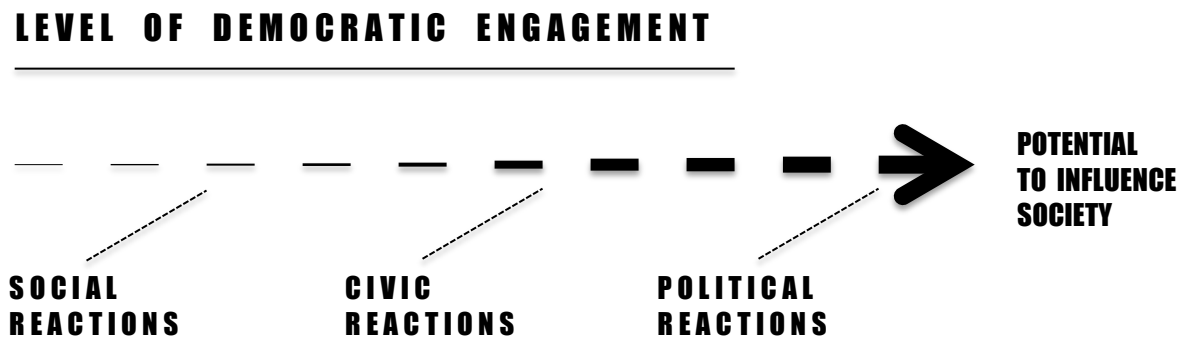 LEVEL OF DEMOCRATIC ENGAGEMENT
POTENTIAL
TO INFLUENCE
SOCIETY
SOCIAL
REACTIONS
CIVIC
REACTIONS
POLITICAL
REACTIONS